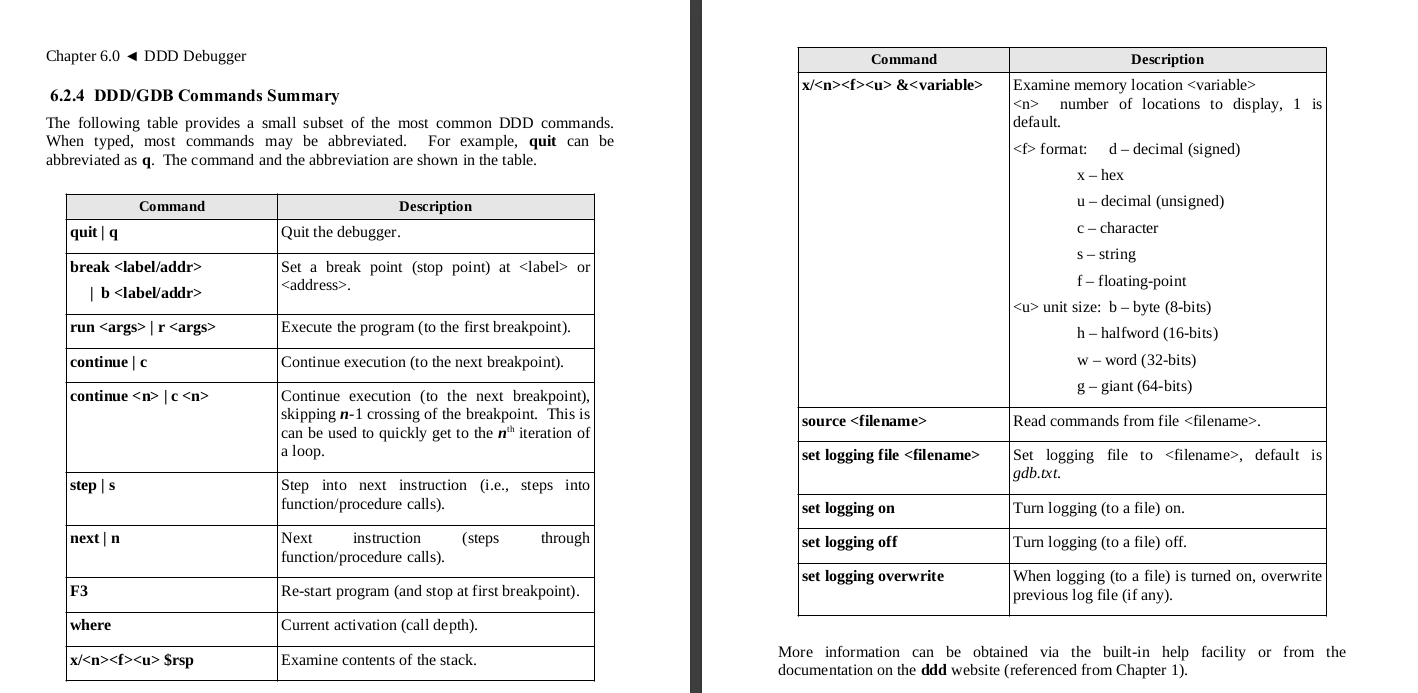 Chapter 6.0 ◄ DDD Debugger
6.2.4 DDD/GDB Commands Summary
The following table provides a small subset of the most common DDD commands.
When typed, most commands may be abbreviated. For example, quit can be
abbreviated as q. The command and the abbreviation are shown in the table.
Command Description
quit | q Quit the debugger.
break <label/addr> Set a break point (stop point) at <label> or
<address>.
| b <label/addr>
run <args> | r <args> Execute the program (to the first breakpoint).
continue | c Continue execution (to the next breakpoint).
continue <n> | c <n> Continue execution (to the next breakpoint),
skipping n-1 crossing of the breakpoint. This is
can be used to quickly get to the nth iteration of
a loop.
step | s Step into next instruction (i.e., steps into
function/procedure calls).
next | n Next instruction (steps through
function/procedure calls).
F3 Re-start program (and stop at first breakpoint).
where Current activation (call depth).
x/<n><f><u> $rsp Examine contents of the stack.
Command Description
x/<n><f><u> &<variable> Examine memory location <variable>
<n> number of locations to display, 1 is
default.
<f> format: d – decimal (signed)
x – hex
u – decimal (unsigned)
c – character
s – string
f – floating-point
<u> unit size: b – byte (8-bits)
h – halfword (16-bits)
w – word (32-bits)
g – giant (64-bits)
source <filename> Read commands from file <filename>.
set logging file <filename> Set logging file to <filename>, default is
gdb.txt.
set logging on Turn logging (to a file) on.
set logging off Turn logging (to a file) off.
set logging overwrite When logging (to a file) is turned on, overwrite
previous log file (if any).
More information can be obtained via the built-in help facility or from the
documentation on the ddd website (referenced from Chapter 1).